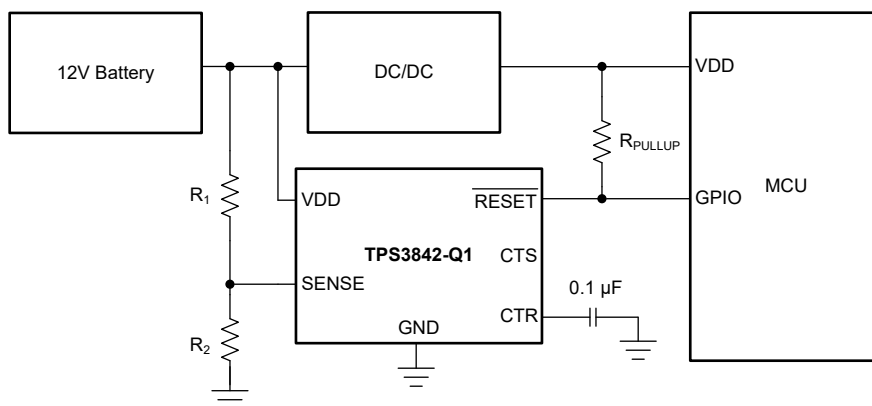 12V Battery
DC/DC
VDD
R₁
R₂
VDD
SENSE
TPS3842-Q1
GND
RESET
CTS
CTR
0.1 µF
RPULLUP
GPIO
MCU